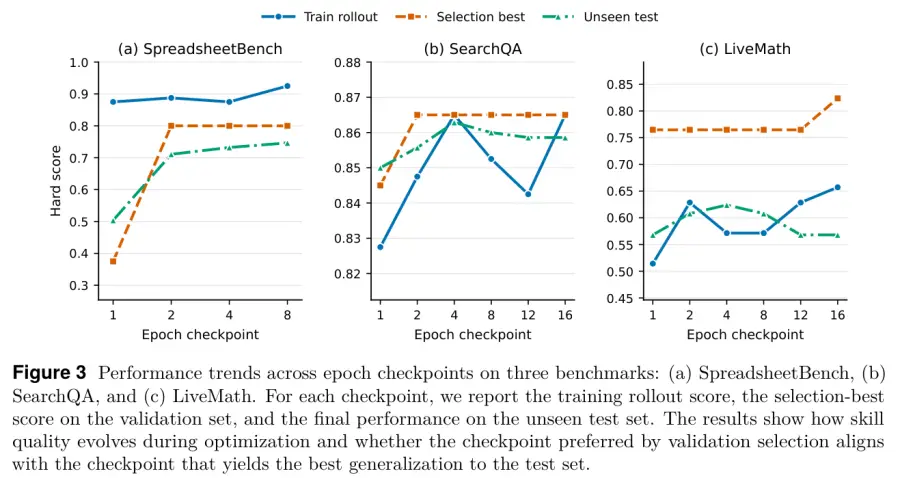 Train rollout Selection best Unseen test
(a) SpreadsheetBench
Hard score
1.0
0.9
0.8
0.7
0.6
0.5
0.4
0.3
1 2 4 8
Epoch checkpoint
(b) SearchQA
0.88
0.87
0.86
0.85
0.84
0.83
0.82
1 2 4 8 12 16
Epoch checkpoint
(c) LiveMath
0.85
0.80
0.75
0.70
0.65
0.60
0.55
0.50
0.45
1 2 4 8 12 16
Epoch checkpoint
Figure 3 Performance trends across epoch checkpoints on three benchmarks: (a) SpreadsheetBench, (b)
SearchQA, and (c) LiveMath. For each checkpoint, we report the training rollout score, the selection-best
score on the validation set, and the final performance on the unseen test set. The results show how skill
quality evolves during optimization and whether the checkpoint preferred by validation selection aligns
with the checkpoint that yields the best generalization to the test set.